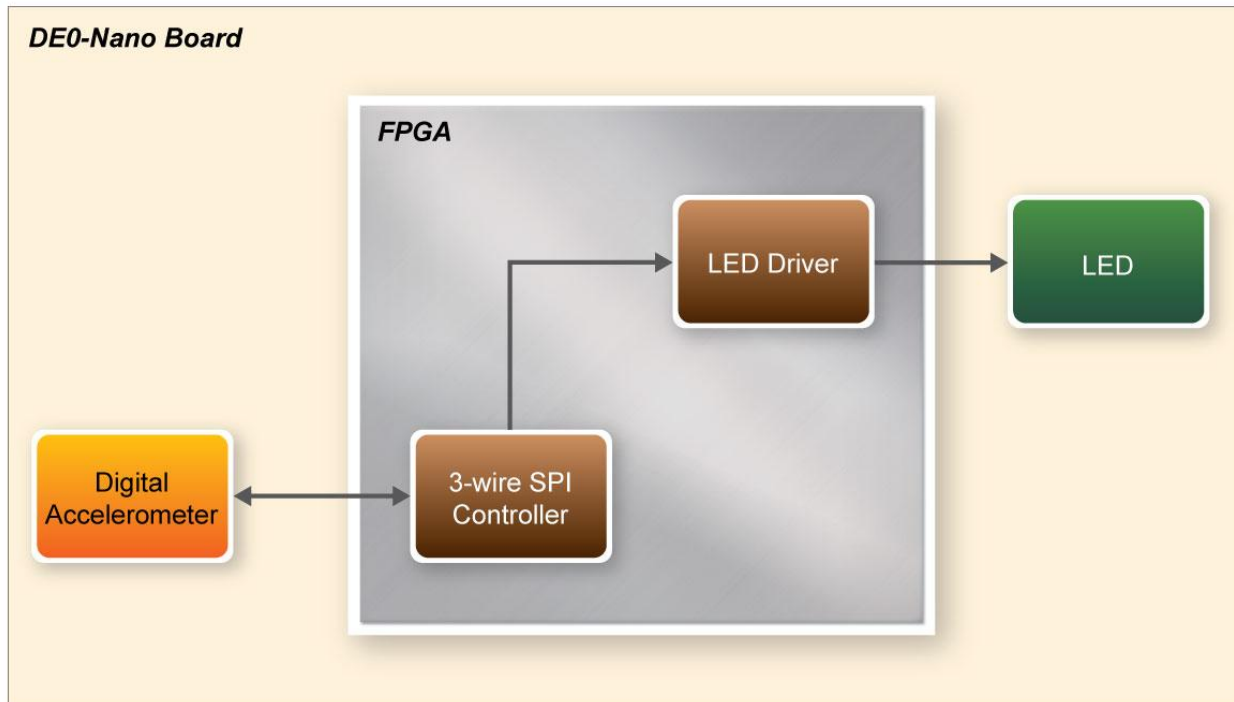 DE0-Nano Board
FPGA
LED Driver
LED
Digital
Accelerometer
3-wire SPI
Controller